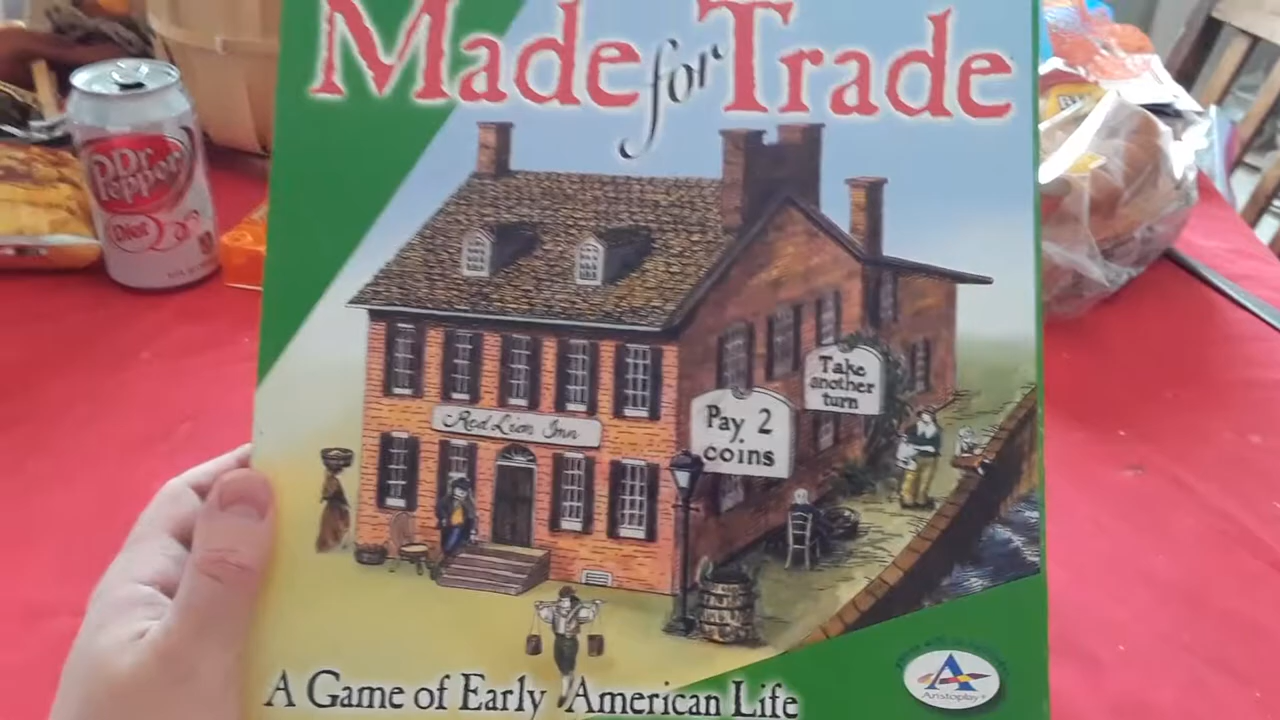 Made for Trade
Dr
Pepper
Diet
Take
another
turn
Pay 2
coins
Red Lion Inn
A Game of Early American Life
Aristoplay®